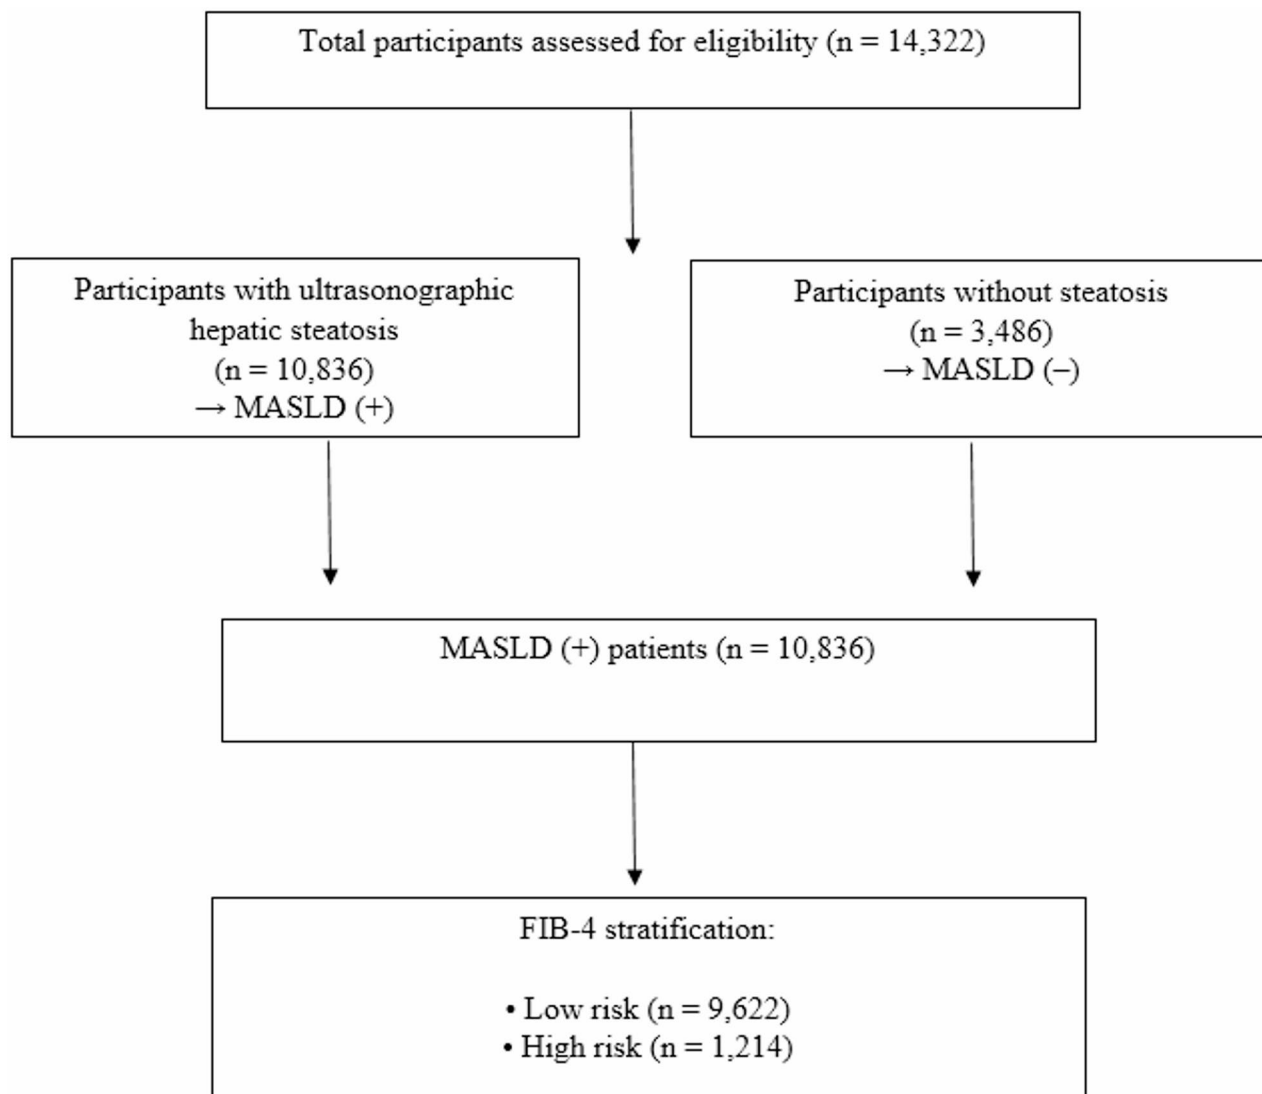 Total participants assessed for eligibility (n = 14,322)
Participants with ultrasonographic
hepatic steatosis
(n = 10,836)
→ MASLD (+)
Participants without steatosis
(n = 3,486)
→ MASLD (–)
MASLD (+) patients (n = 10,836)
FIB-4 stratification:
• Low risk (n = 9,622)
• High risk (n = 1,214)